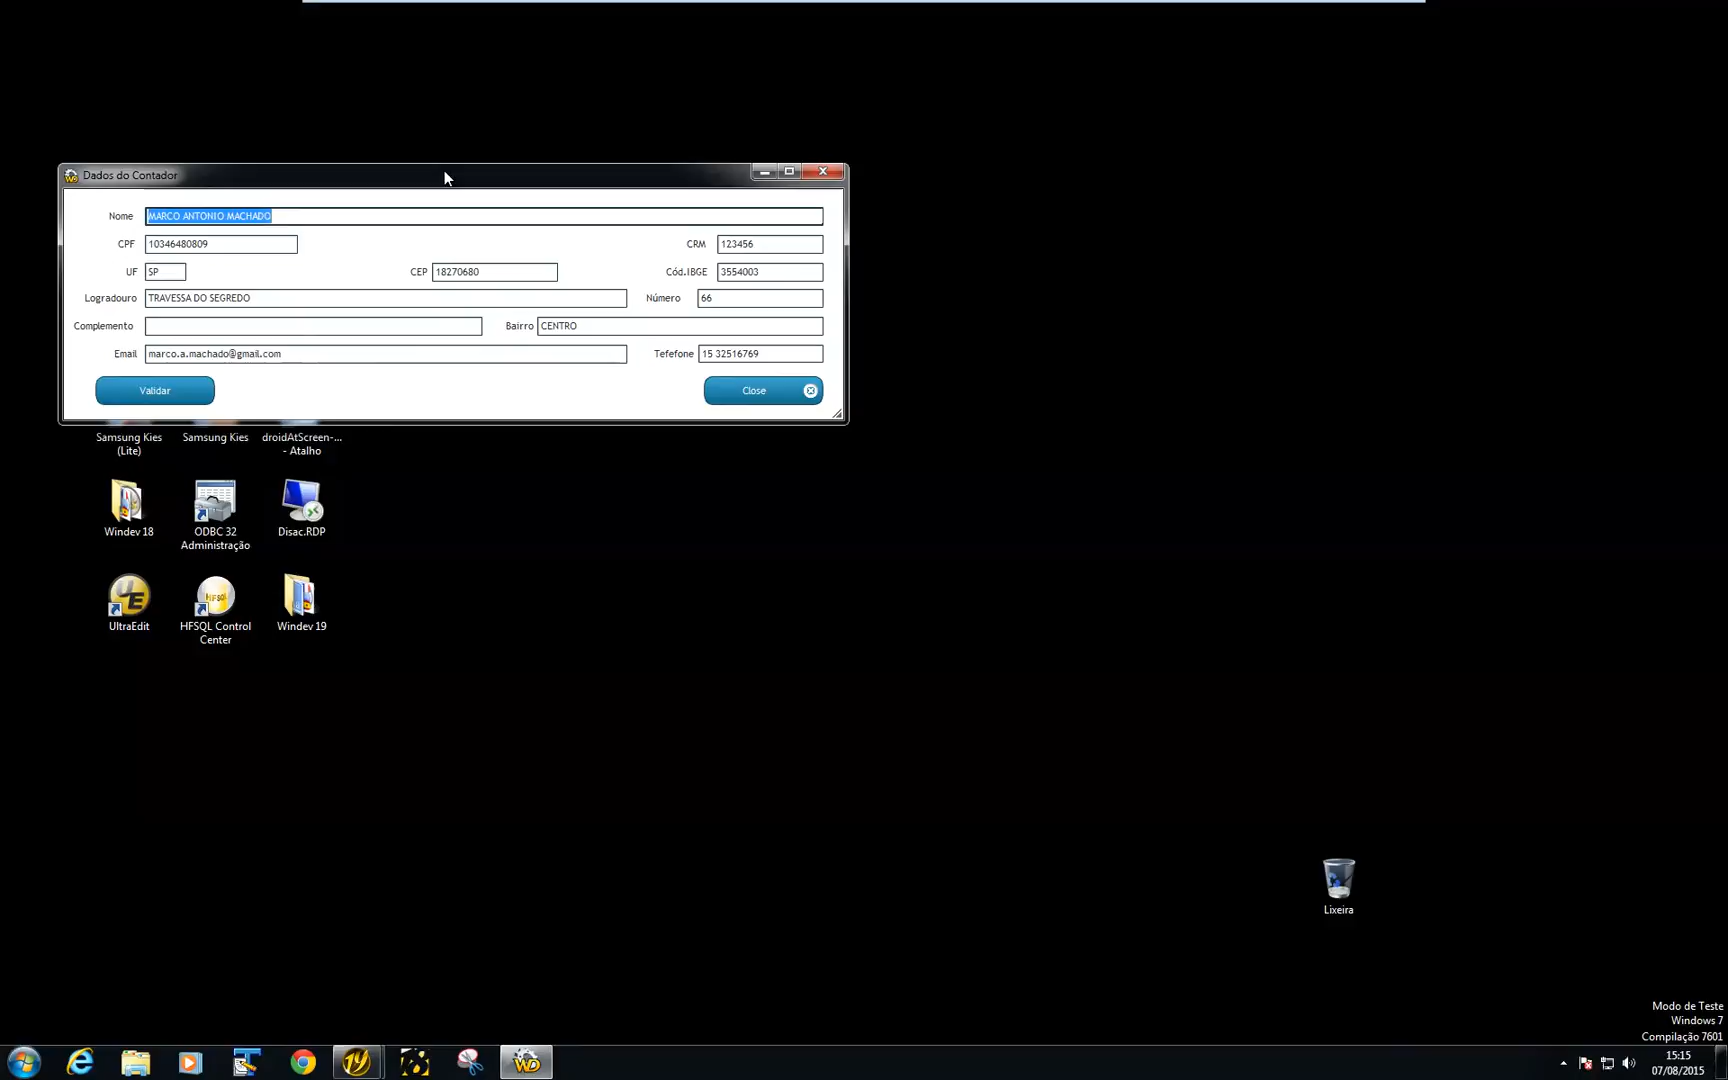 Dados do Contador
Nome MARCO ANTONIO MACHADO
CPF 10346480809 CRM 123456
UF SP CEP 18270680 Cód.IBGE 3554003
Logradouro TRAVESSA DO SEGREDO Número 66
Complemento Bairro CENTRO
Email marco.a.machado@gmail.com Tefefone 15 32516769
Validar Close
Samsung Kies (Lite)
Samsung Kies
droidAtScreen-... - Atalho
Windev 18
ODBC 32 Administração
Disac.RDP
UltraEdit
HFSQL Control Center
Windev 19
Lixeira
Modo de Teste
Windows 7
Compilação 7601
15:15
07/08/2015